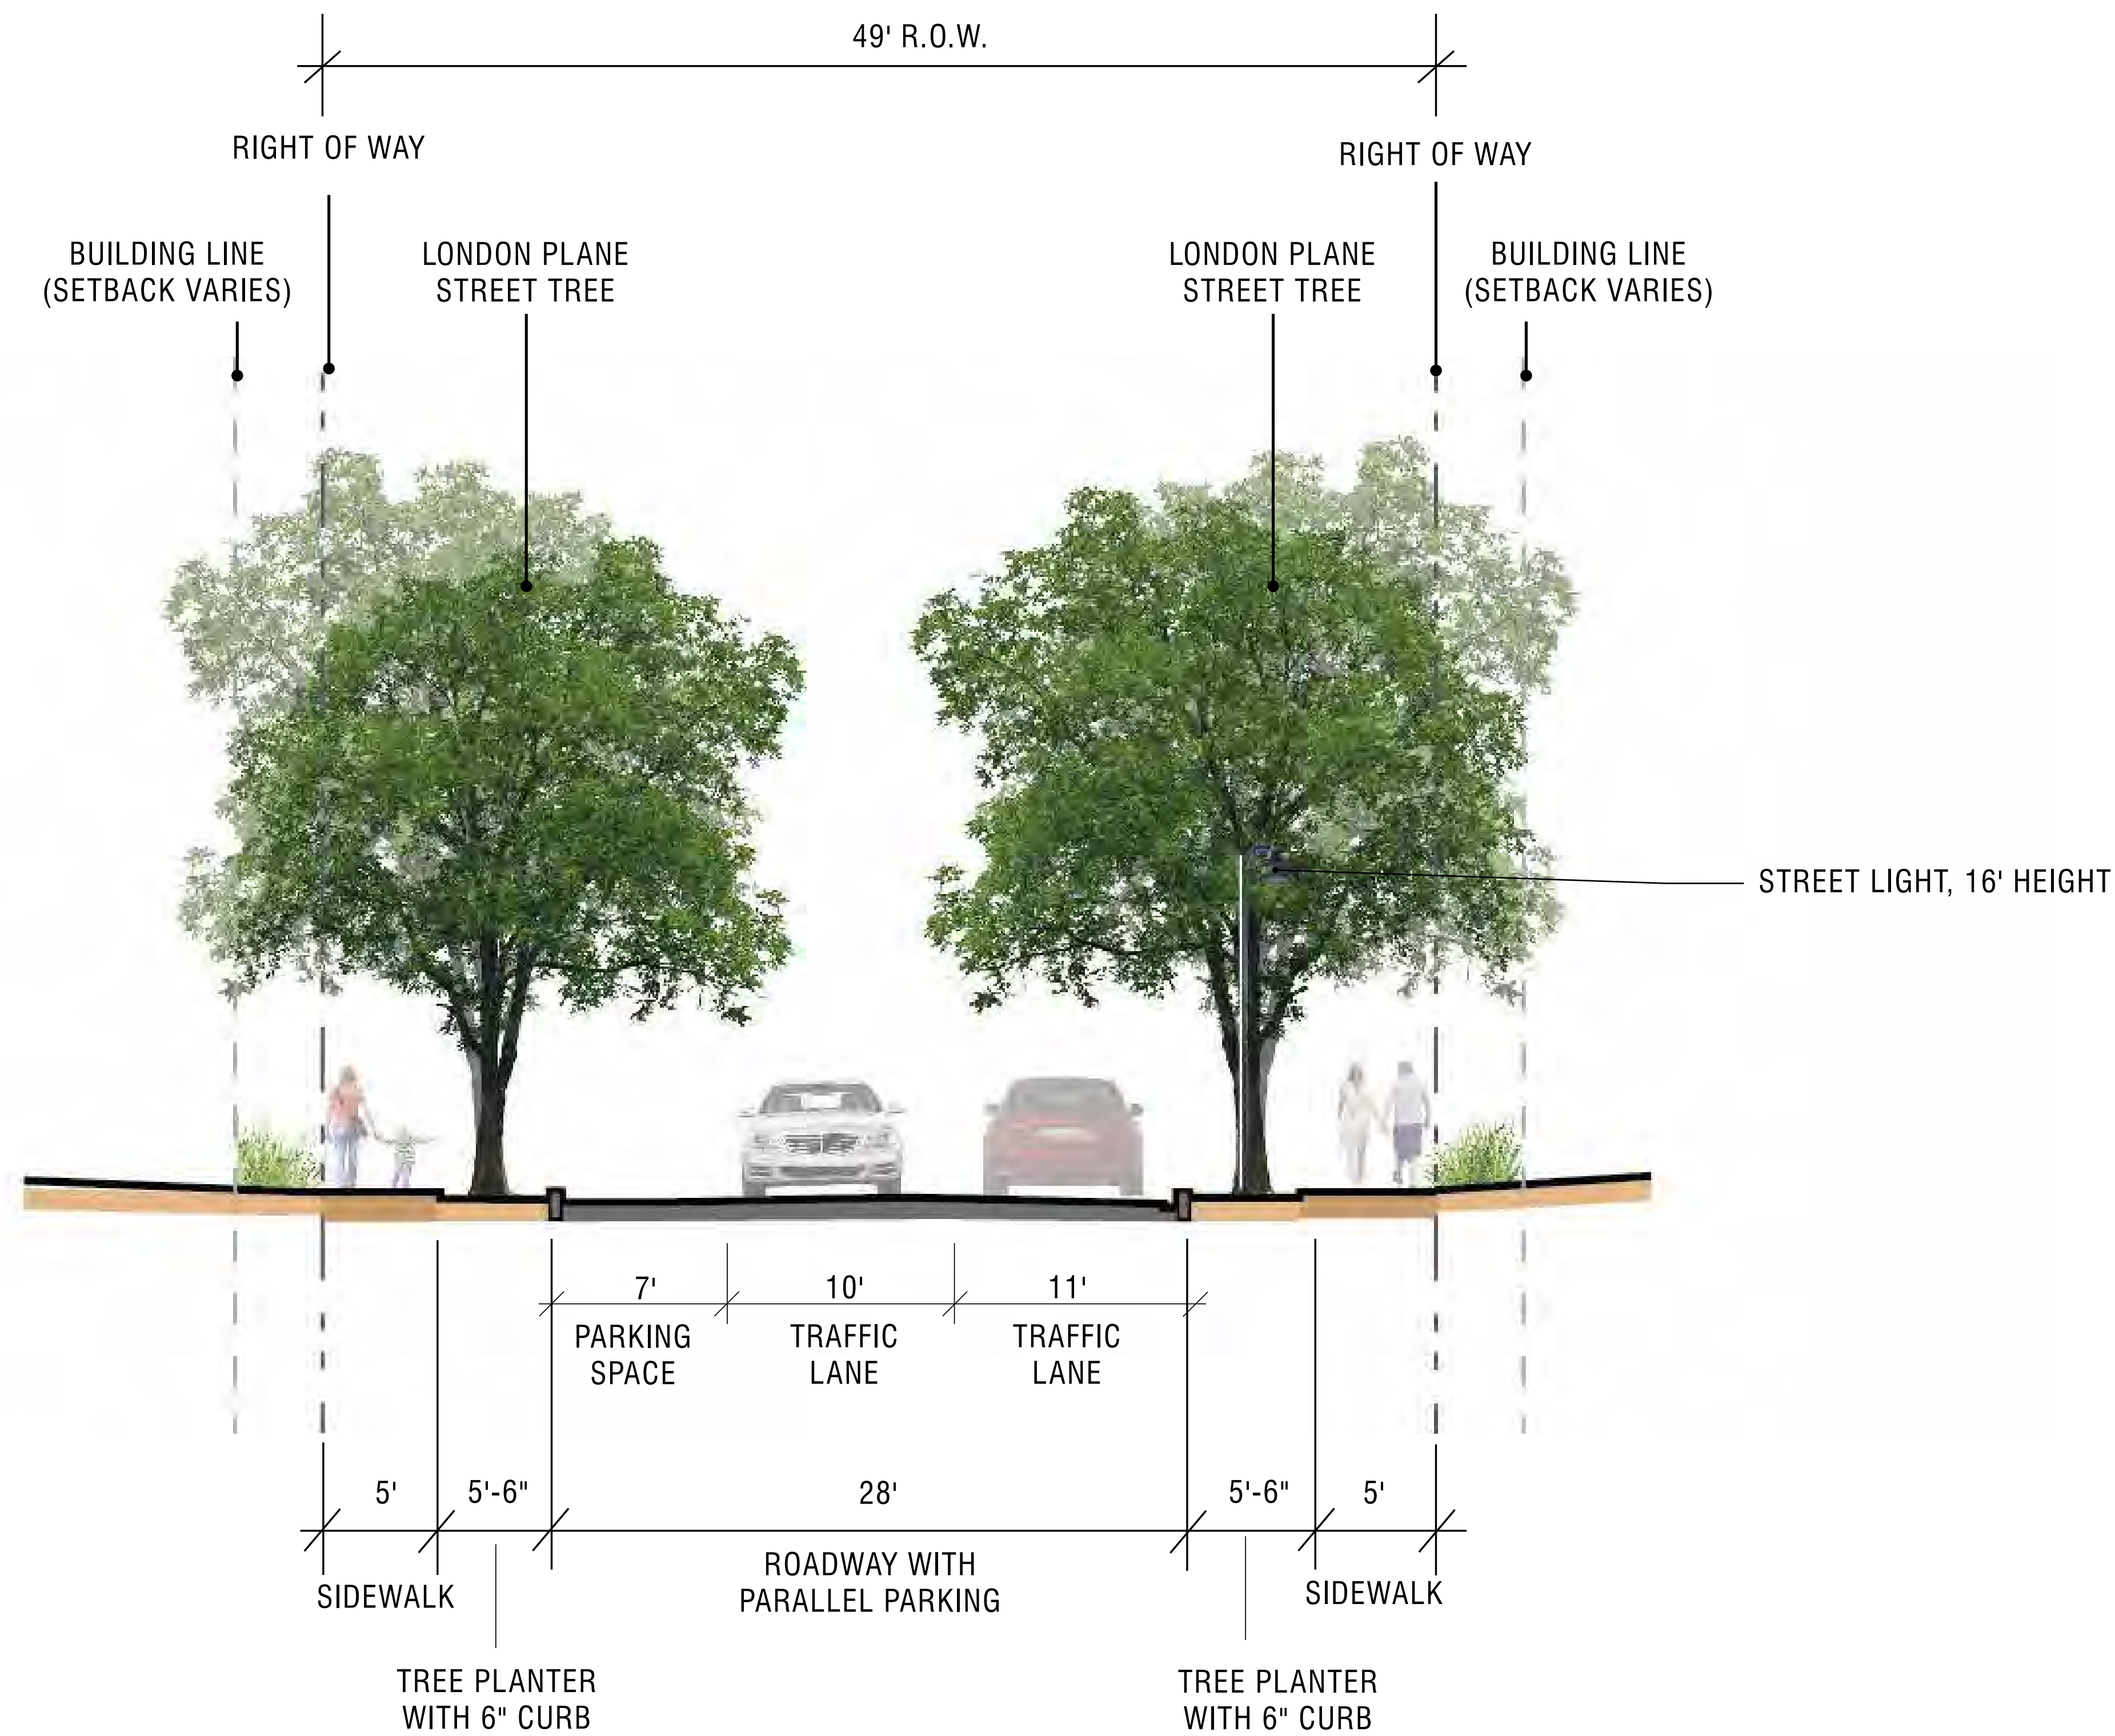 49' R.O.W.
RIGHT OF WAY
RIGHT OF WAY
BUILDING LINE
(SETBACK VARIES)
LONDON PLANE
STREET TREE
LONDON PLANE
STREET TREE
BUILDING LINE
(SETBACK VARIES)
STREET LIGHT, 16' HEIGHT
7'
PARKING
SPACE
10'
TRAFFIC
LANE
11'
TRAFFIC
LANE
5'
5'-6"
28'
5'-6"
5'
SIDEWALK
ROADWAY WITH
PARALLEL PARKING
SIDEWALK
TREE PLANTER
WITH 6" CURB
TREE PLANTER
WITH 6" CURB